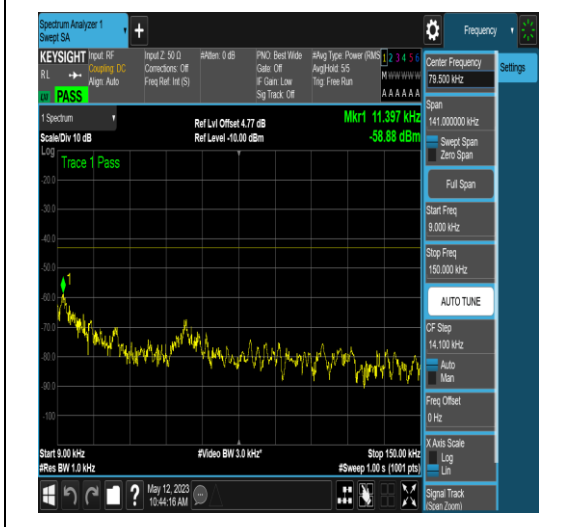 Spectrum Analyzer 1
Swept SA
+
Frequency
KEYSIGHT
RL
PASS
Input: RF
Coupling: DC
Align: Auto
Input Z: 50 Ω
Corrections: Off
Freq Ref: Int (S)
#Atten: 0 dB
PNO: Best Wide
Gate: Off
IF Gain: Low
Sig Track: Off
#Avg Type: Power (RMS
Avg|Hold: 5/5
Trig: Free Run
1 2 3 4 5 6
M W W W W W
A A A A A A
Center Frequency
79.500 kHz
Settings
Span
141.000000 kHz
Swept Span
Zero Span
Full Span
Start Freq
9.000 kHz
Stop Freq
150.000 kHz
AUTO TUNE
CF Step
14.100 kHz
Auto
Man
Freq Offset
0 Hz
X Axis Scale
Log
Lin
Signal Track
(Span Zoom)
1 Spectrum
Scale/Div 10 dB
Log
Ref Lvl Offset 4.77 dB
Ref Level -10.00 dBm
Mkr1 11.397 kHz
-58.88 dBm
Trace 1 Pass
-20.0
-30.0
-40.0
-50.0
1
-60.0
-70.0
-80.0
-90.0
-100
Start 9.00 kHz
#Res BW 1.0 kHz
#Video BW 3.0 kHz*
Stop 150.00 kHz
#Sweep 1.00 s (1001 pts)
?
May 12, 2023
10:44:16 AM